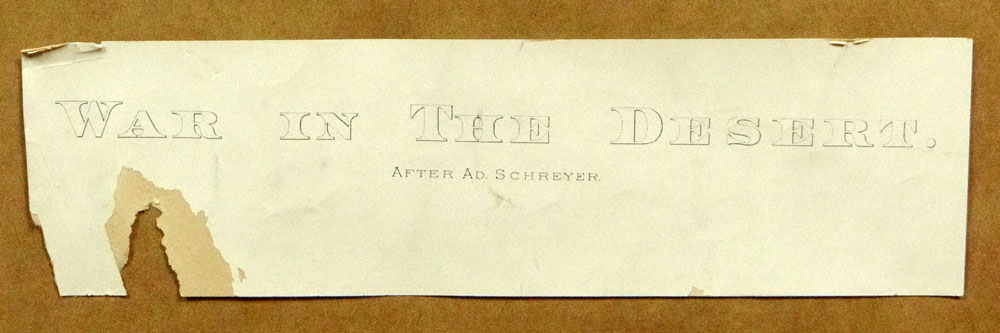 War in The Desert.
After Ad. Schreyer.